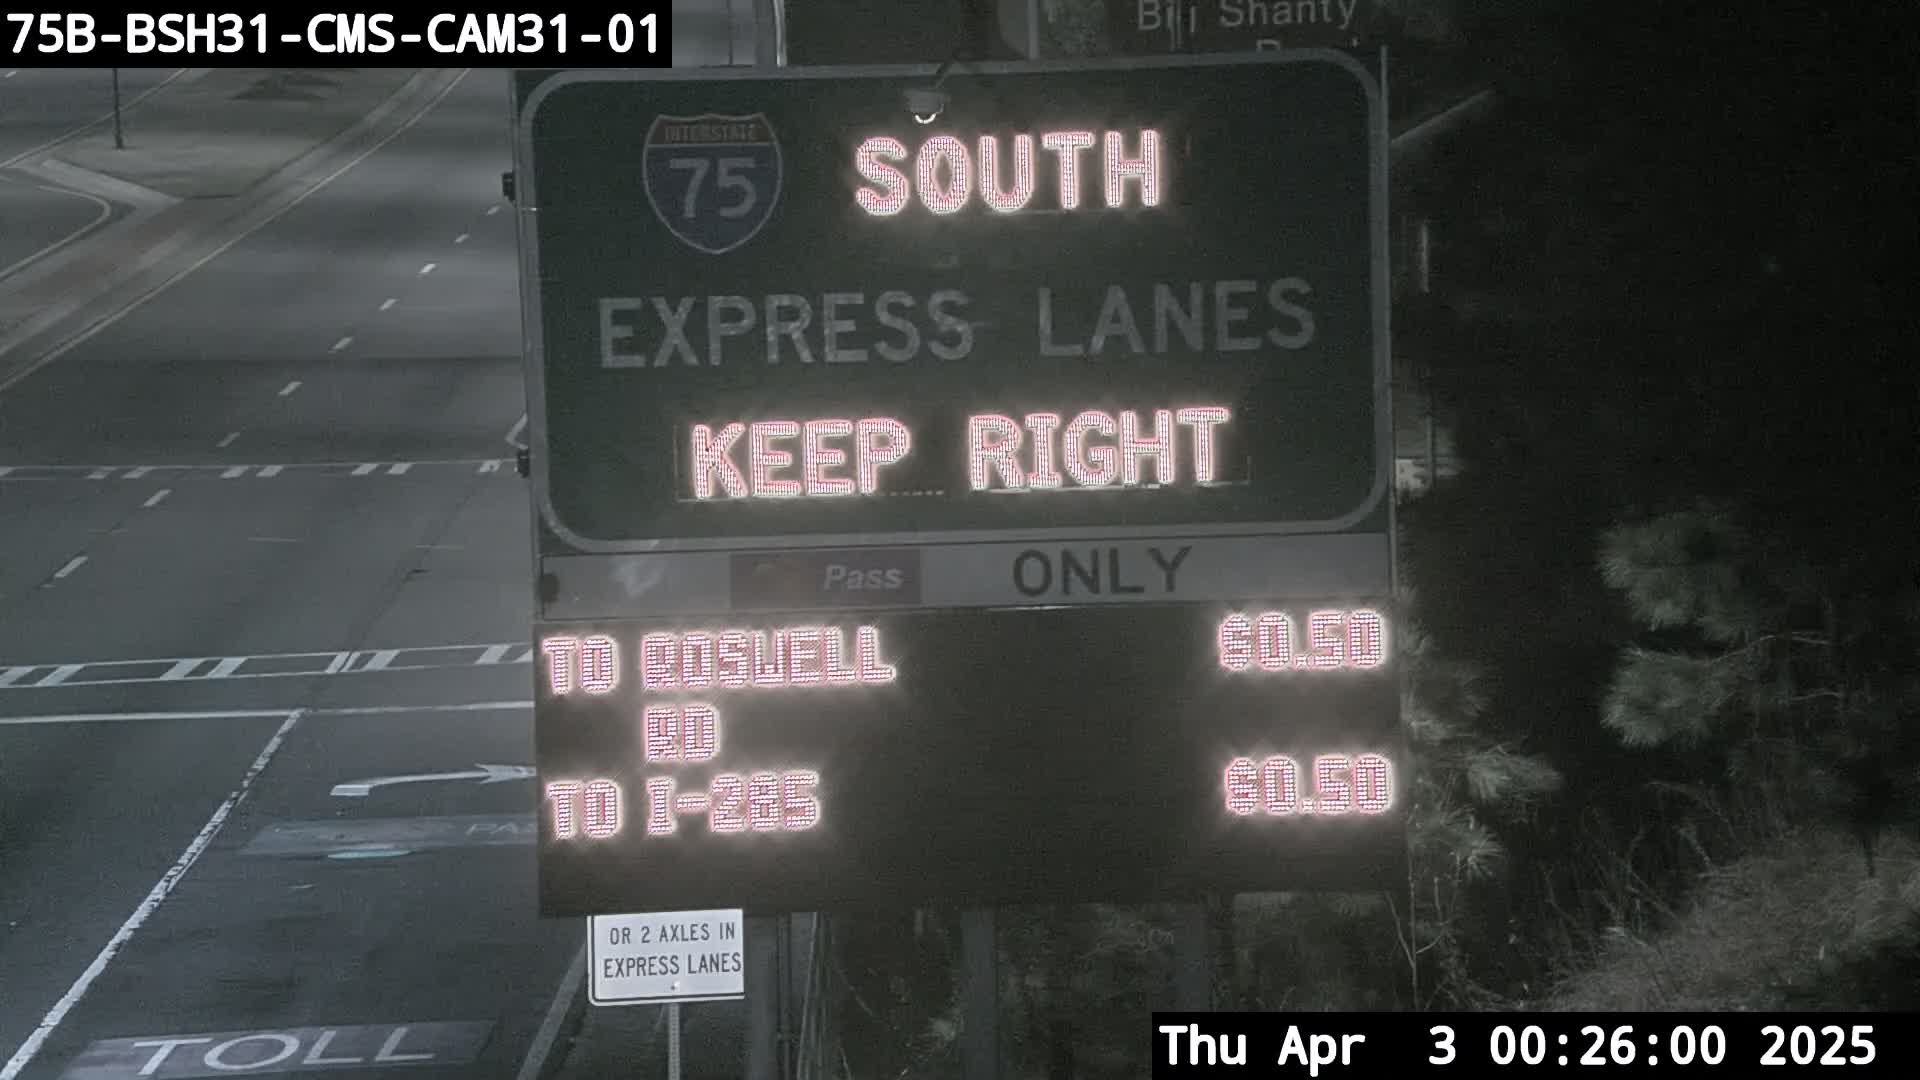 75B-BSH31-CMS-CAM31-01
Shanty
INTERSTATE
75
SOUTH
EXPRESS LANES
KEEP RIGHT
Pass ONLY
TO ROSWELL $0.50
RD
TO I-285 $0.50
OR 2 AXLES IN
EXPRESS LANES
TOLL
Thu Apr 3 00:26:00 2025